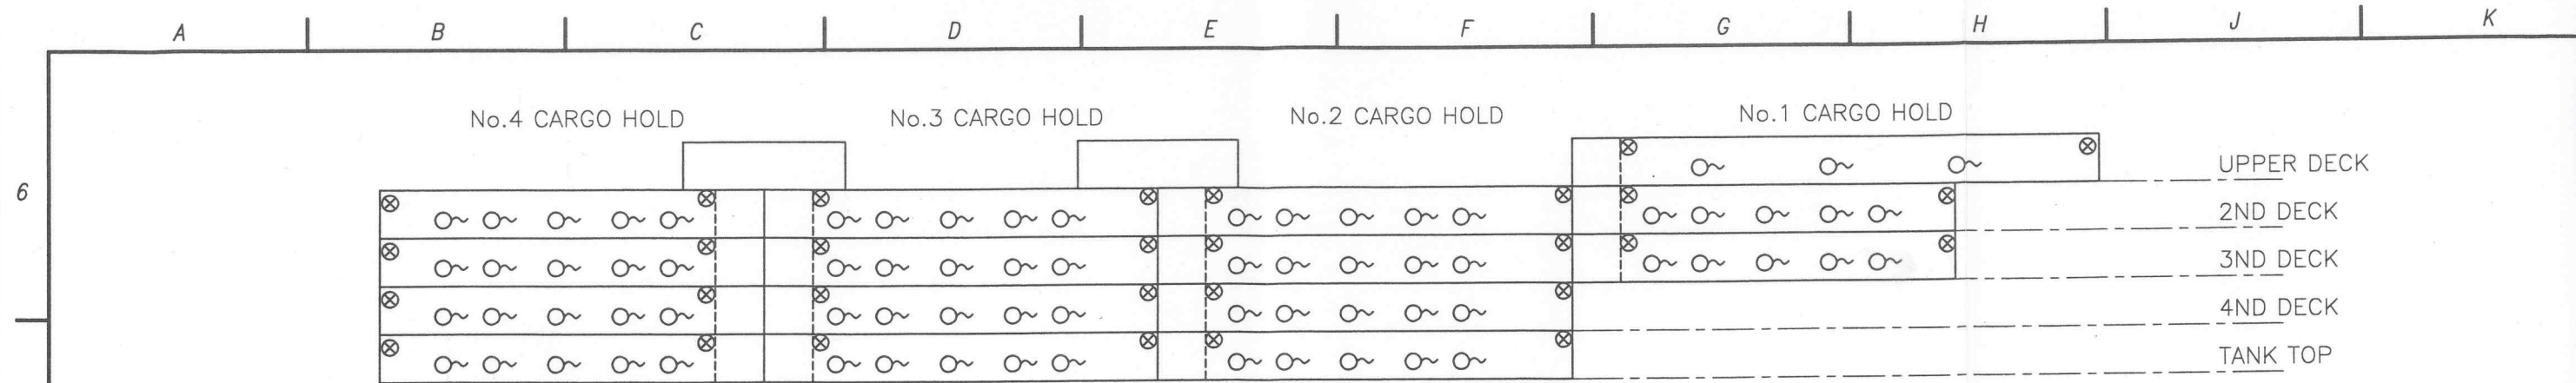 A B C D E F G H J K
No.4 CARGO HOLD No.3 CARGO HOLD No.2 CARGO HOLD No.1 CARGO HOLD
UPPER DECK
6
2ND DECK
3ND DECK
4ND DECK
TANK TOP